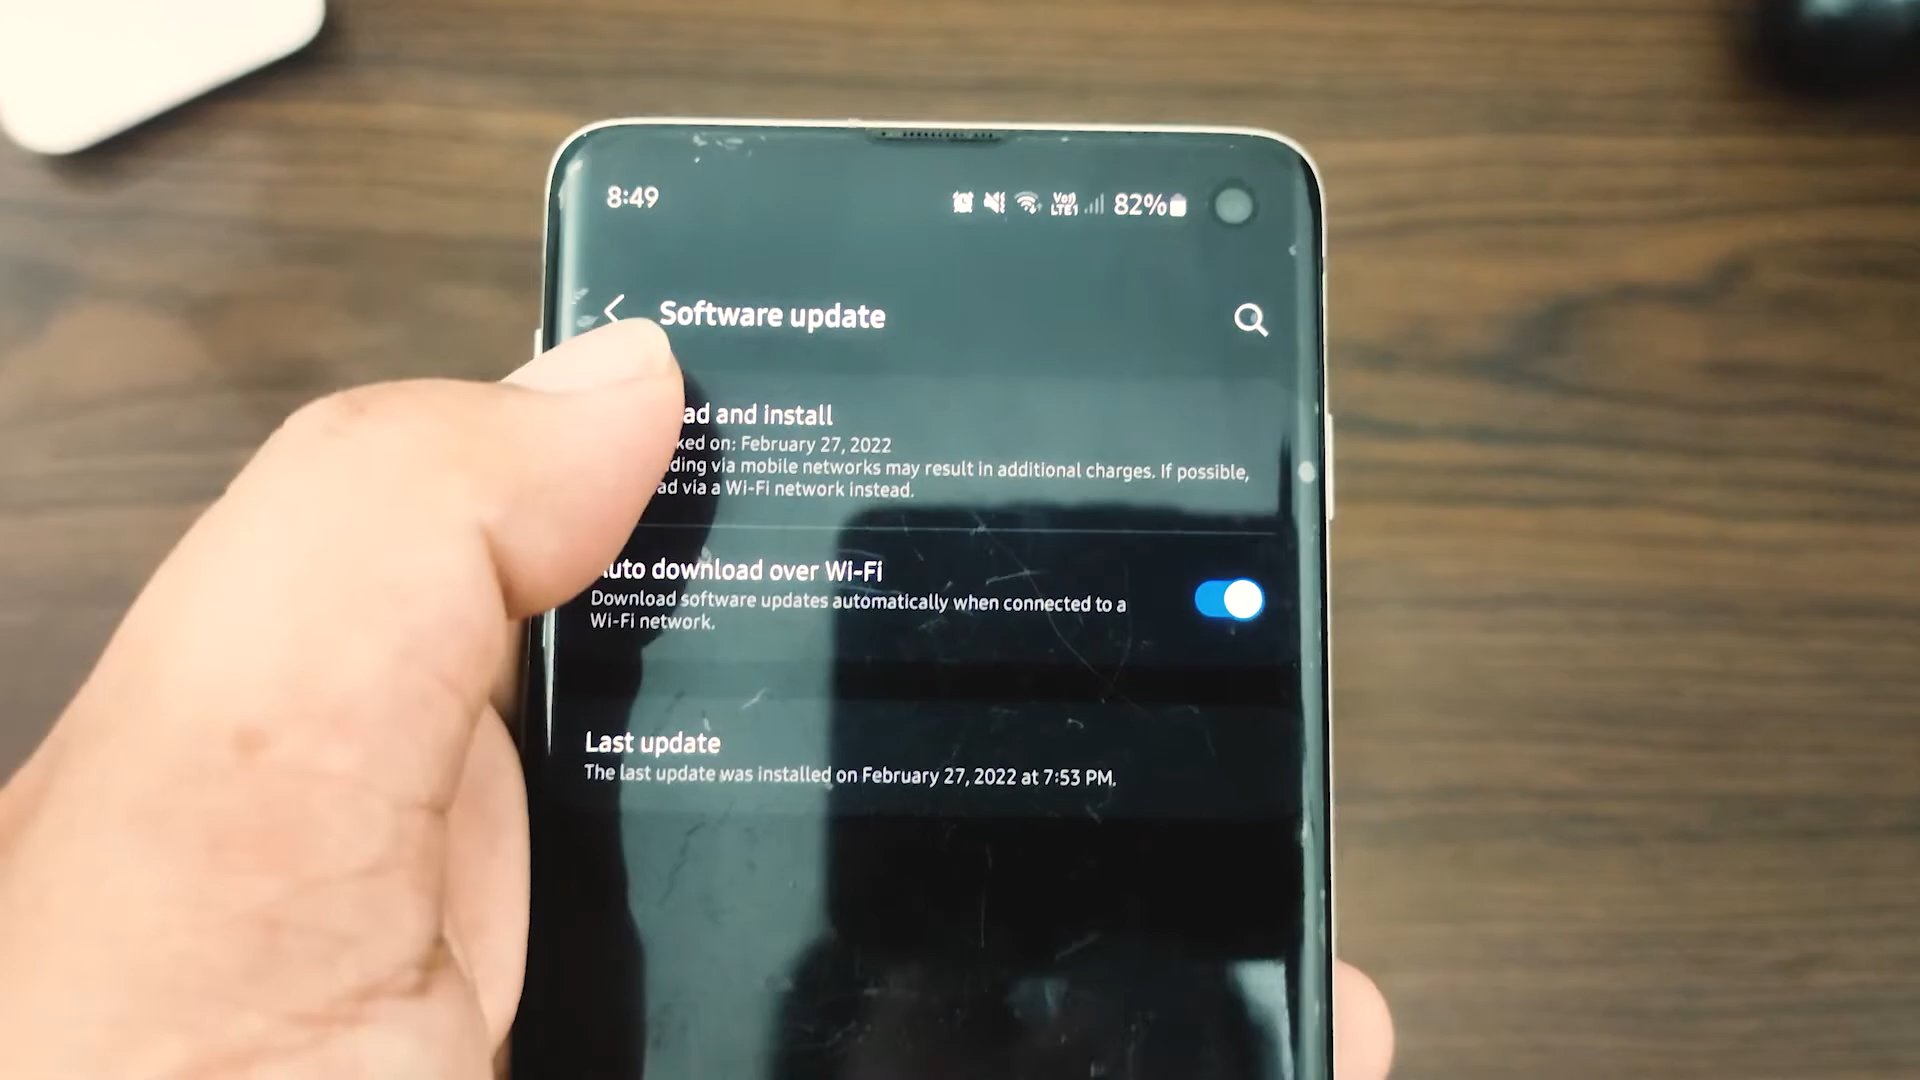 8:49
Vo)) LTE1 82%
Software update
ad and install
ked on: February 27, 2022
ding via mobile networks may result in additional charges. If possible,
ad via a Wi-Fi network instead.
uto download over Wi-Fi
Download software updates automatically when connected to a
Wi-Fi network.
Last update
The last update was installed on February 27, 2022 at 7:53 PM.